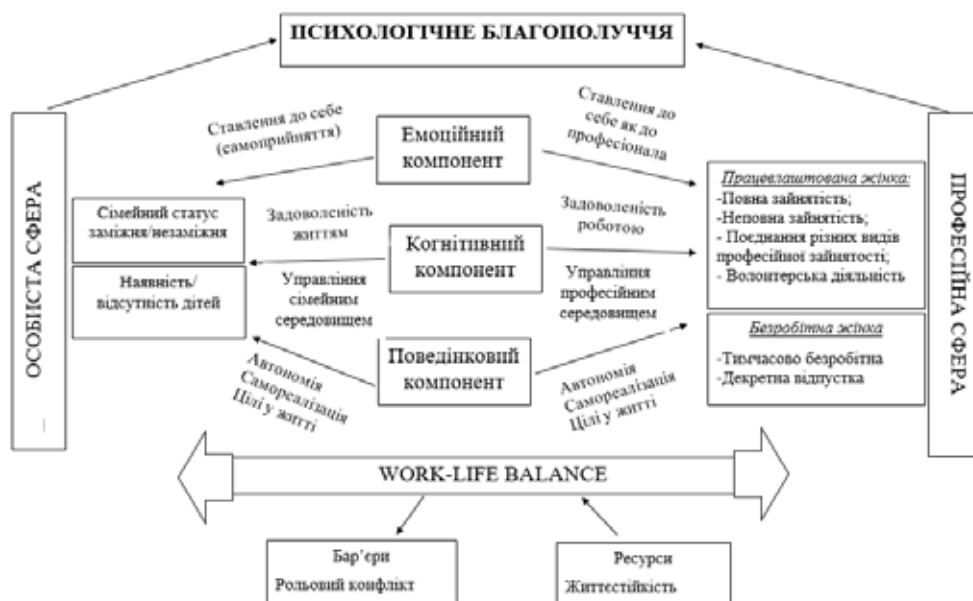 ПСИХОЛОГІЧНЕ БЛАГОПОЛУЧЧЯ
ОСОБИСТА СФЕРА
Ставлення до себе
(самоприйняття)
Емоційний
компонент
Ставлення до
себе як до
професіонала
Сімейний статус
заміжня/незаміжня
Наявність/
відсутність дітей
Задоволеність
життям
Когнітивний
компонент
Задоволеність
роботою
Управління
сімейним
середовищем
Управління
професійним
середовищем
Поведінковий
компонент
Автономія
Самореалізація
Цілі у житті
Автономія
Самореалізація
Цілі у житті
Працевлаштована жінка:
-Повна зайнятість;
-Неповна зайнятість;
- Поєднання різних видів
професійної зайнятості;
- Волонтерська діяльність
Безробітна жінка
-Тимчасово безробітна
-Декретна відпустка
ПРОФЕСІЙНА СФЕРА
WORK-LIFE BALANCE
Бар’єри
Рольовий конфлікт
Ресурси
Життєстійкість